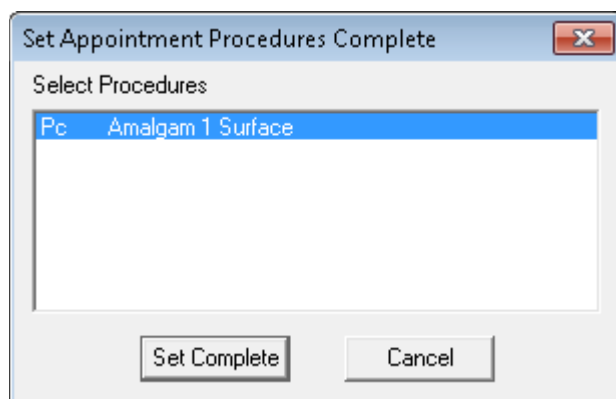 Set Appointment Procedures Complete
Select Procedures
Pc Amalgam 1 Surface
Set Complete Cancel